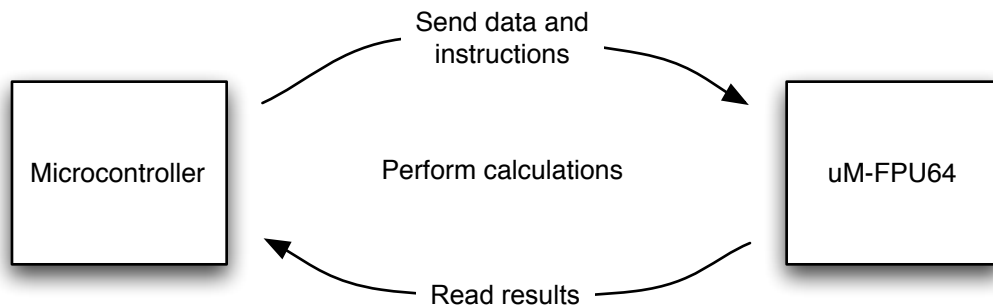 Send data and
instructions
Microcontroller
Perform calculations
uM-FPU64
Read results